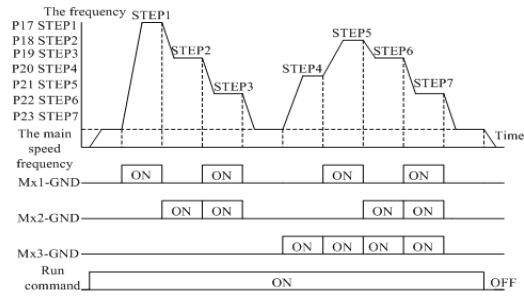 The frequency
P17 STEP1
P18 STEP2
P19 STEP3
P20 STEP4
P21 STEP5
P22 STEP6
P23 STEP7
The main
speed
frequency
STEP1
STEP2
STEP3
STEP4
STEP5
STEP6
STEP7
Time
Mx1-GND ON ON ON ON
Mx2-GND ON ON ON ON
Mx3-GND ON ON ON ON
Run
command ON OFF